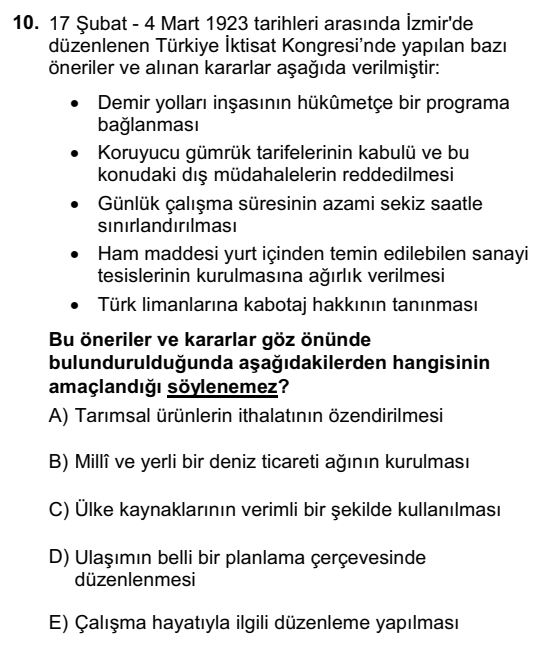 10. 17 Şubat - 4 Mart 1923 tarihleri arasında İzmir'de
düzenlenen Türkiye İktisat Kongresi'nde yapılan bazı
öneriler ve alınan kararlar aşağıda verilmiştir:
• Demir yolları inşasının hükûmetçe bir programa
bağlanması
• Koruyucu gümrük tarifelerinin kabulü ve bu
konudaki dış müdahalelerin reddedilmesi
• Günlük çalışma süresinin azami sekiz saatle
sınırlandırılması
• Ham maddesi yurt içinden temin edilebilen sanayi
tesislerinin kurulmasına ağırlık verilmesi
• Türk limanlarına kabotaj hakkının tanınması
Bu öneriler ve kararlar göz önünde
bulundurulduğunda aşağıdakilerden hangisinin
amaçlandığı söylenemez?
A) Tarımsal ürünlerin ithalatının özendirilmesi
B) Millî ve yerli bir deniz ticareti ağının kurulması
C) Ülke kaynaklarının verimli bir şekilde kullanılması
D) Ulaşımın belli bir planlama çerçevesinde
düzenlenmesi
E) Çalışma hayatıyla ilgili düzenleme yapılması